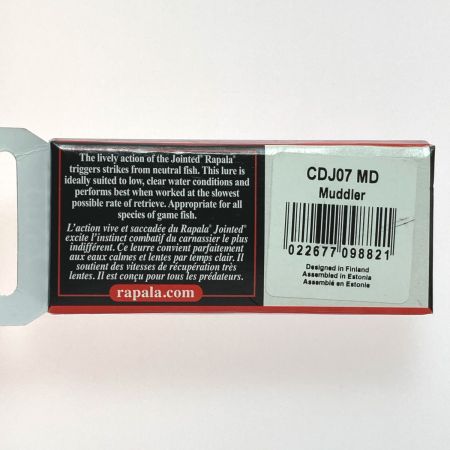 The lively action of the Jointed Rapala®
triggers strikes from neutral fish. This lure is
ideally suited to low, clear water conditions and
performs best when worked at the slowest
possible rate of retrieve. Appropriate for all
species of game fish.
L'action vive et saccadée du Rapala® Jointed®
excite l'instinct combatif du carnassier le plus
indifférent. Ce leurre convient parfaitement
aux eaux calmes et lentes par temps clair. Il
soutient des vitesses de récupération très
lentes. Il est conçu pour tous les prédateurs.
rapala.com
CDJ07 MD
Muddler
022677 098821
Designed in Finland
Assembled in Estonia
Assemblé en Estonie